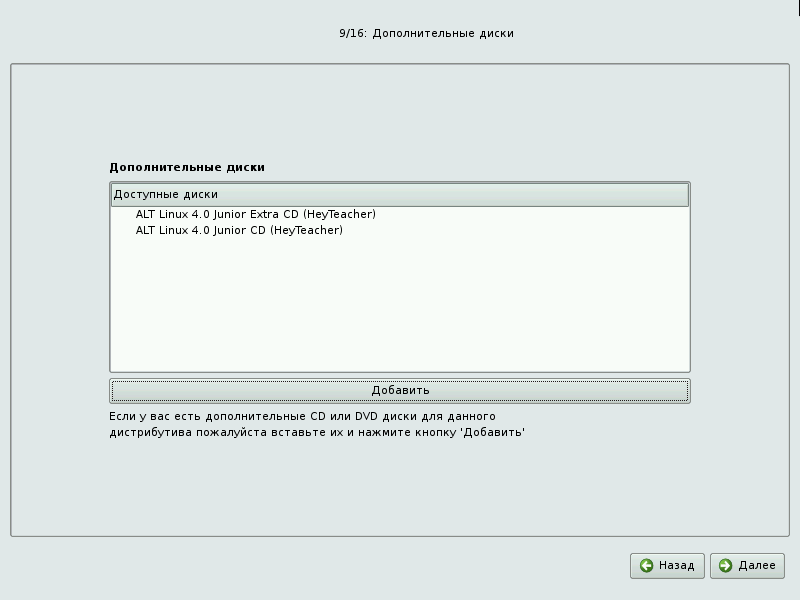 9/16: Дополнительные диски
Дополнительные диски
Доступные диски
ALT Linux 4.0 Junior Extra CD (HeyTeacher)
ALT Linux 4.0 Junior CD (HeyTeacher)
Добавить
Если у вас есть дополнительные CD или DVD диски для данного
дистрибутива пожалуйста вставьте их и нажмите кнопку 'Добавить'
Назад
Далее